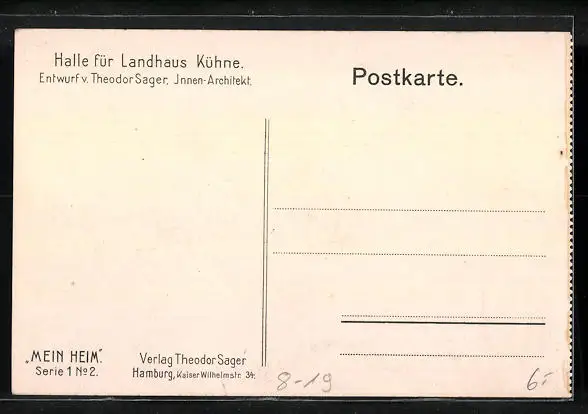 Halle für Landhaus Kühne.
Entwurf v. Theodor Sager, Jnnen-Architekt.
Postkarte.
„MEIN HEIM".
Serie 1 No 2.
Verlag Theodor Sager
Hamburg, Kaiser Wilhelmstr. 34.
8-19
6.-